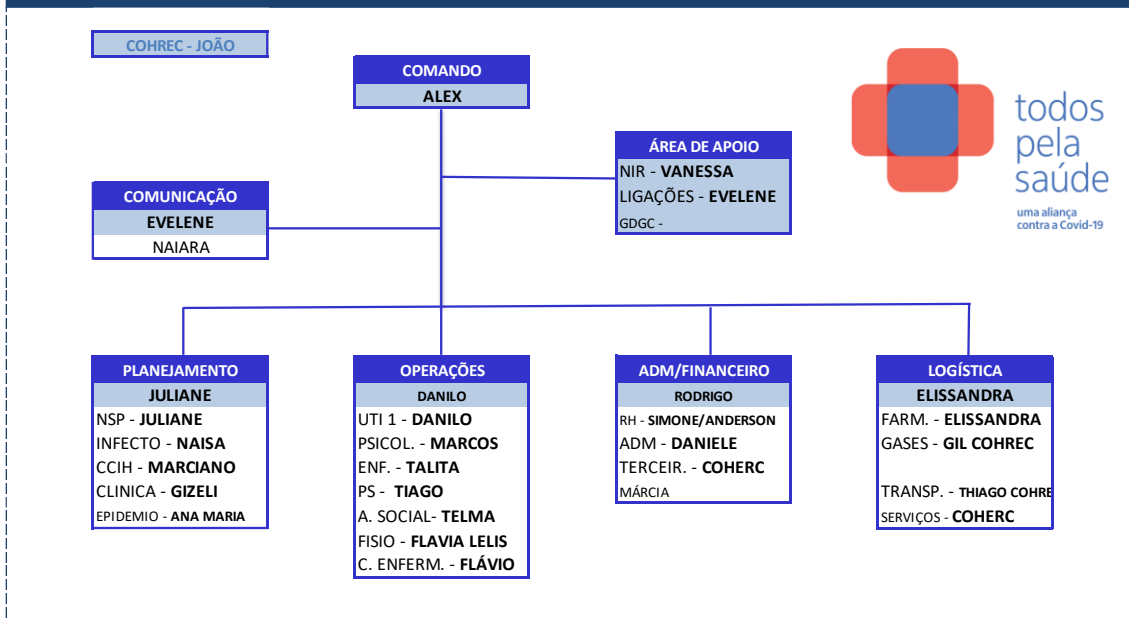 COHREC - JOÃO
COMANDO
ALEX
ÁREA DE APOIO
NIR - VANESSA
LIGAÇÕES - EVELENE
GDGC -
todos
pela
saúde
uma aliança
contra a Covid-19
COMUNICAÇÃO
EVELENE
NAIARA
PLANEJAMENTO
JULIANE
NSP - JULIANE
INFECTO - NAISA
CCIH - MARCIANO
CLINICA - GIZELI
EPIDEMIO - ANA MARIA
OPERAÇÕES
DANILO
UTI 1 - DANILO
PSICOL. - MARCOS
ENF. - TALITA
PS - TIAGO
A. SOCIAL- TELMA
FISIO - FLAVIA LELIS
C. ENFERM. - FLÁVIO
ADM/FINANCEIRO
RODRIGO
RH - SIMONE/ANDERSON
ADM - DANIELE
TERCEIR. - COHERC
MÁRCIA
LOGÍSTICA
ELISSANDRA
FARM. - ELISSANDRA
GASES - GIL COHREC
TRANSP. - THIAGO COHRE
SERVIÇOS - COHERC